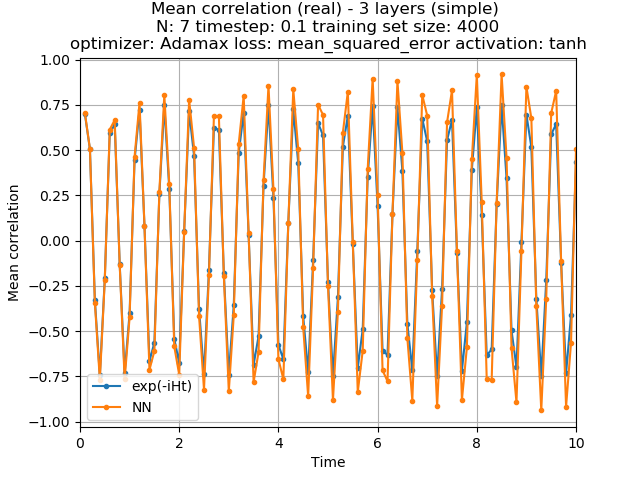 Mean correlation (real) - 3 layers (simple)
N: 7 timestep: 0.1 training set size: 4000
optimizer: Adamax loss: mean_squared_error activation: tanh
1.00
0.75
0.50
0.25
0.00
−0.25
−0.50
−0.75
−1.00
Mean correlation
exp(-iHt)
NN
0 2 4 6 8 10
Time